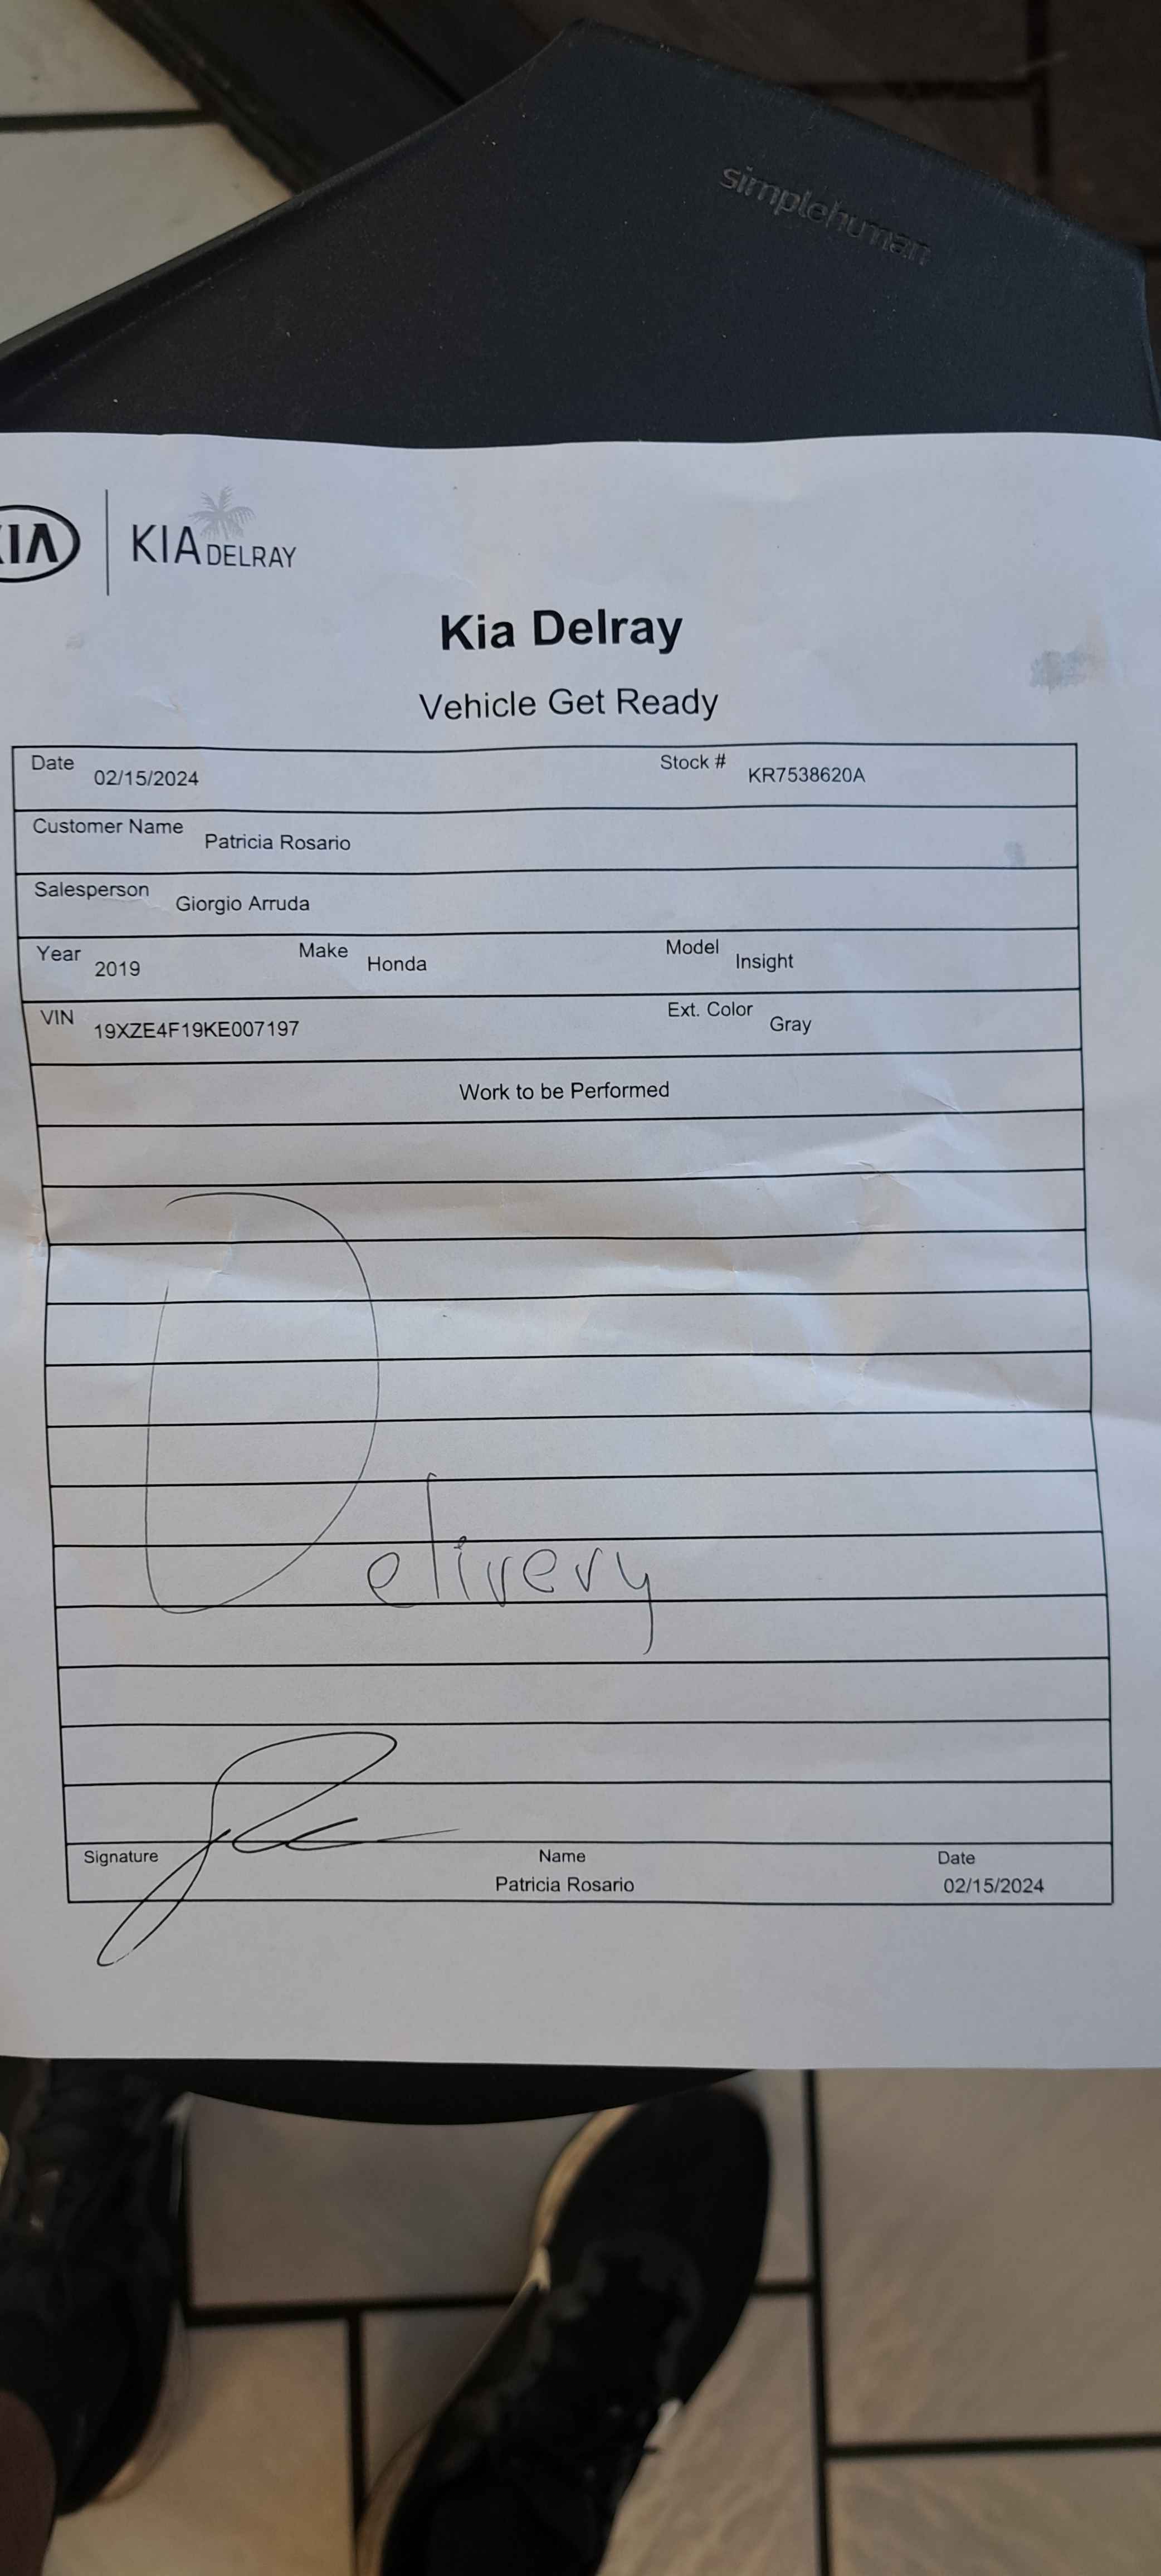 simplehuman
KIA KIA DELRAY
Kia Delray
Vehicle Get Ready
Date 02/15/2024 Stock # KR7538620A
Customer Name Patricia Rosario
Salesperson Giorgio Arruda
Year 2019 Make Honda Model Insight
VIN 19XZE4F19KE007197 Ext. Color Gray
Work to be Performed
Delivery
Signature Name Date
Patricia Rosario 02/15/2024